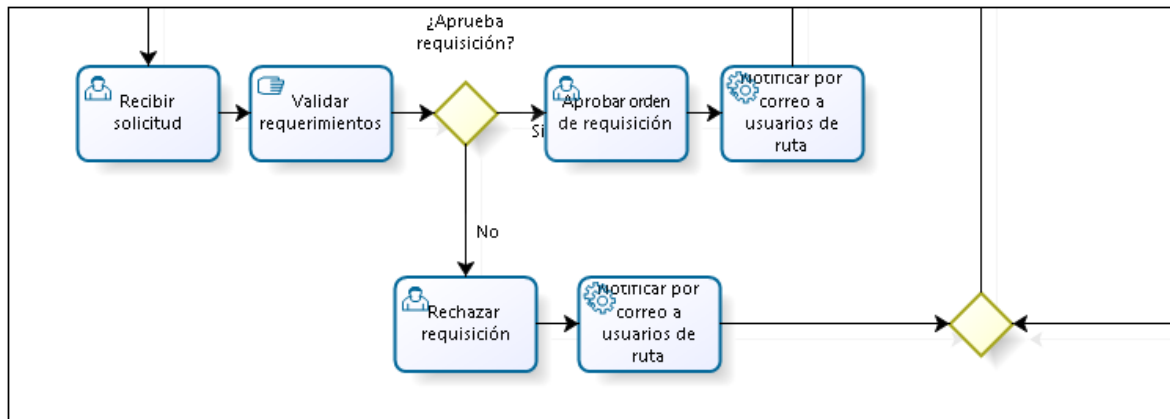 ¿Aprueba
requisición?
Recibir
solicitud
Validar
requerimientos
Si
Aprobar orden
de requisición
Notificar por
correo a
usuarios de
ruta
No
Rechazar
requisición
Notificar por
correo a
usuarios de
ruta